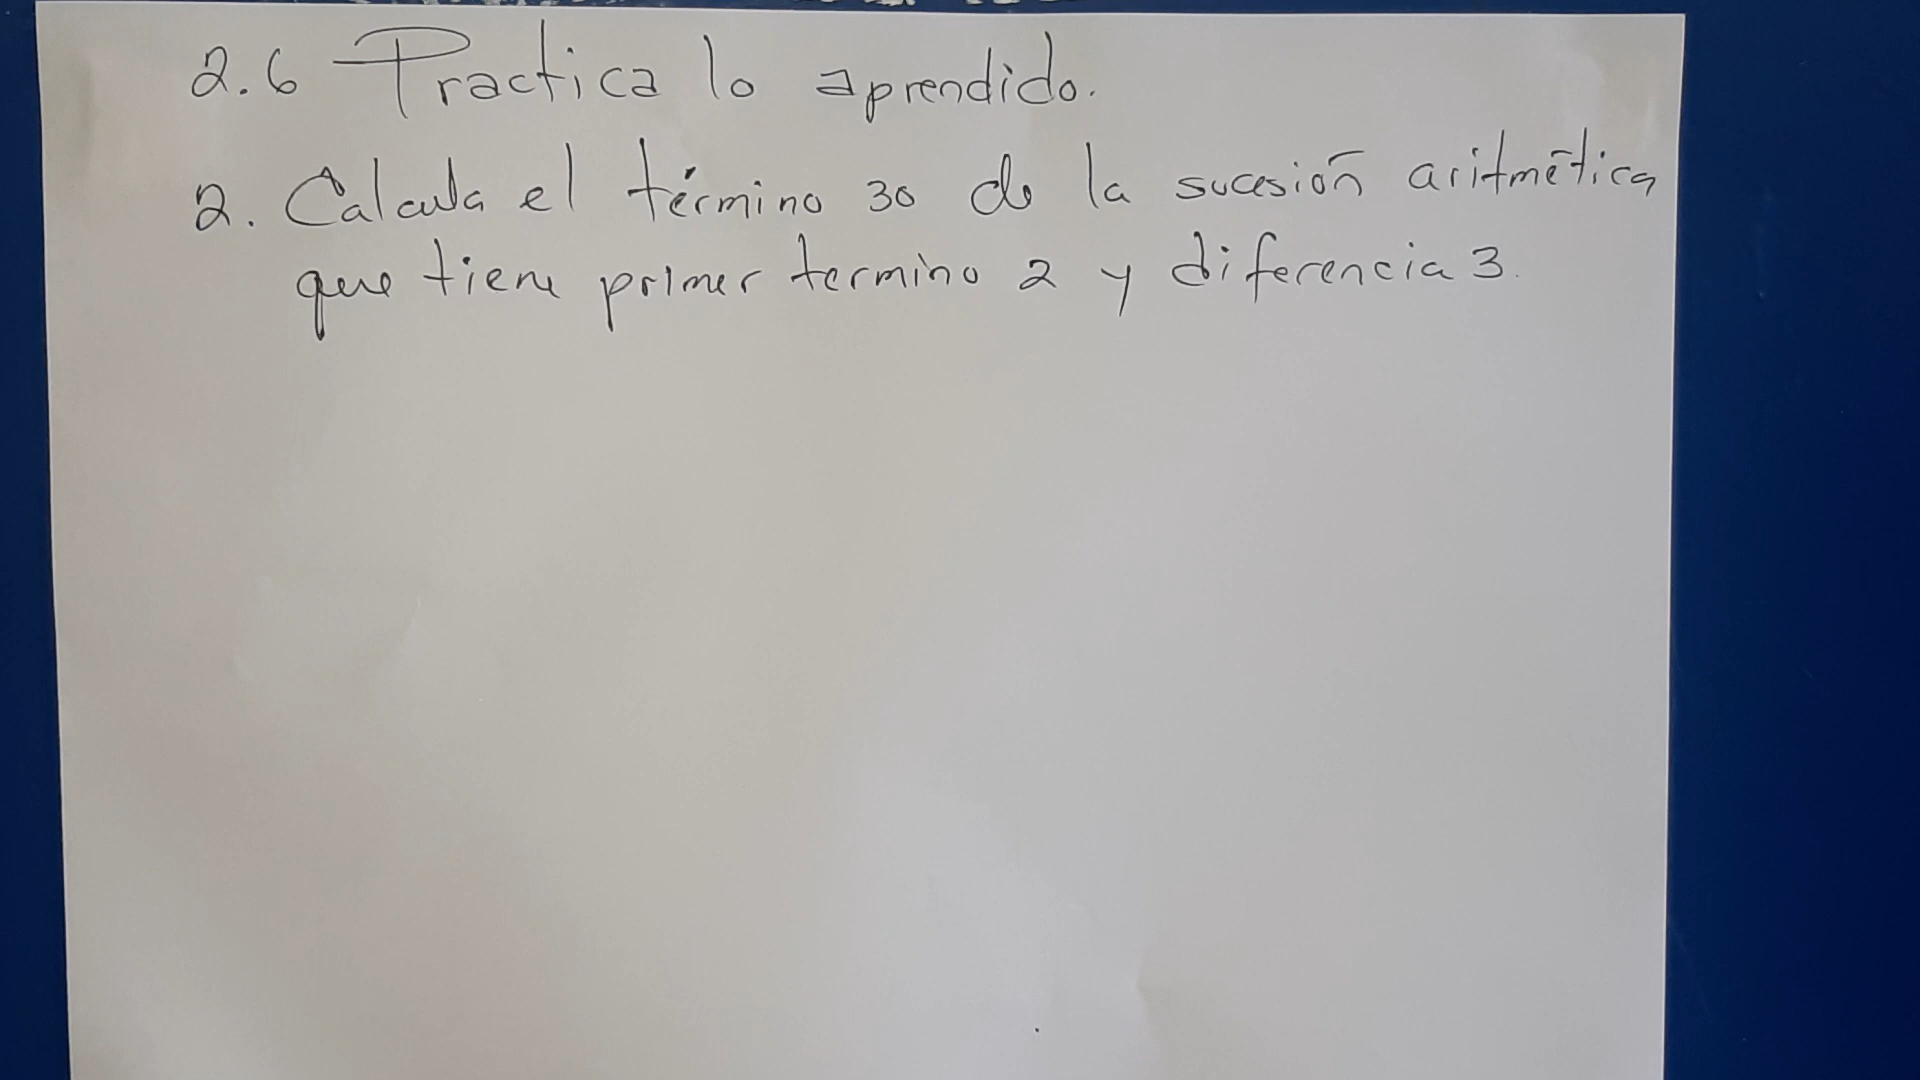 2.6 Practica lo aprendido.
2. Calcula el término 30 de la sucesión aritmética
que tiene primer termino 2 y diferencia 3.